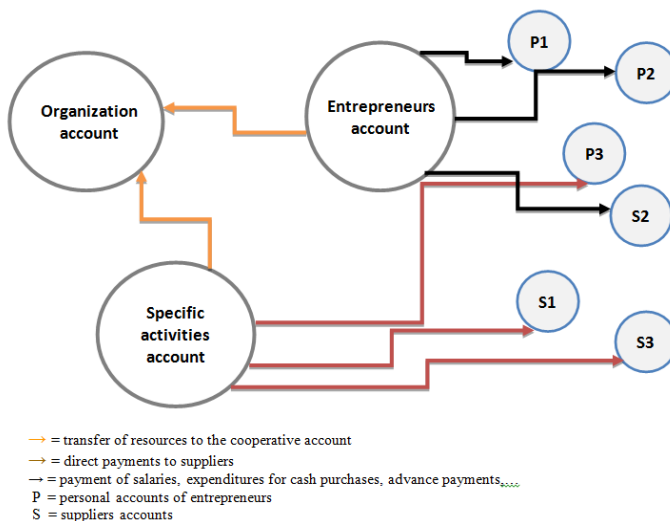 P1
P2
Organization
account
Entrepreneurs
account
P3
S2
Specific
activities
account
S1
S3
→ = transfer of resources to the cooperative account
→ = direct payments to suppliers
→ = payment of salaries, expenditures for cash purchases, advance payments,....
P = personal accounts of entrepreneurs
S = suppliers accounts